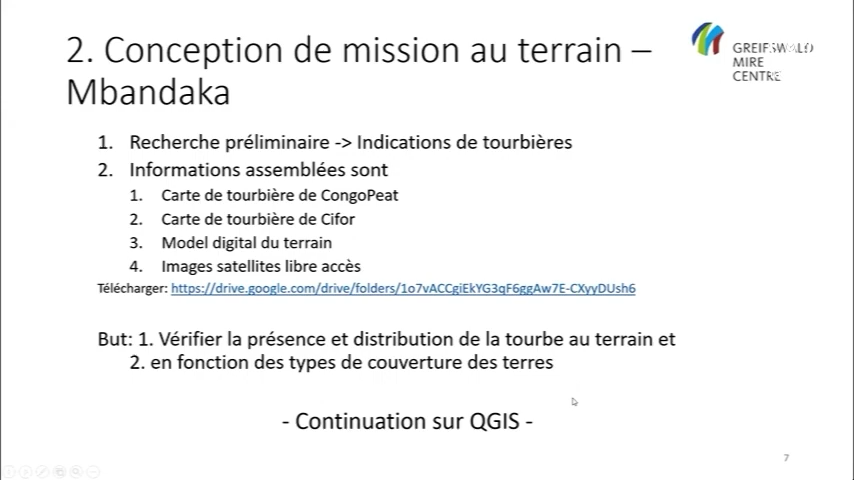 2. Conception de mission au terrain –
Mbandaka
GREIFSWALD
MIRE
CENTRE
1. Recherche préliminaire -> Indications de tourbières
2. Informations assemblées sont
1. Carte de tourbière de CongoPeat
2. Carte de tourbière de Cifor
3. Model digital du terrain
4. Images satellites libre accès
Télécharger: https://drive.google.com/drive/folders/1o7vACCgiEkYG3qF6ggAw7E-CXyyDUsh6
But: 1. Vérifier la présence et distribution de la tourbe au terrain et
2. en fonction des types de couverture des terres
- Continuation sur QGIS -
7